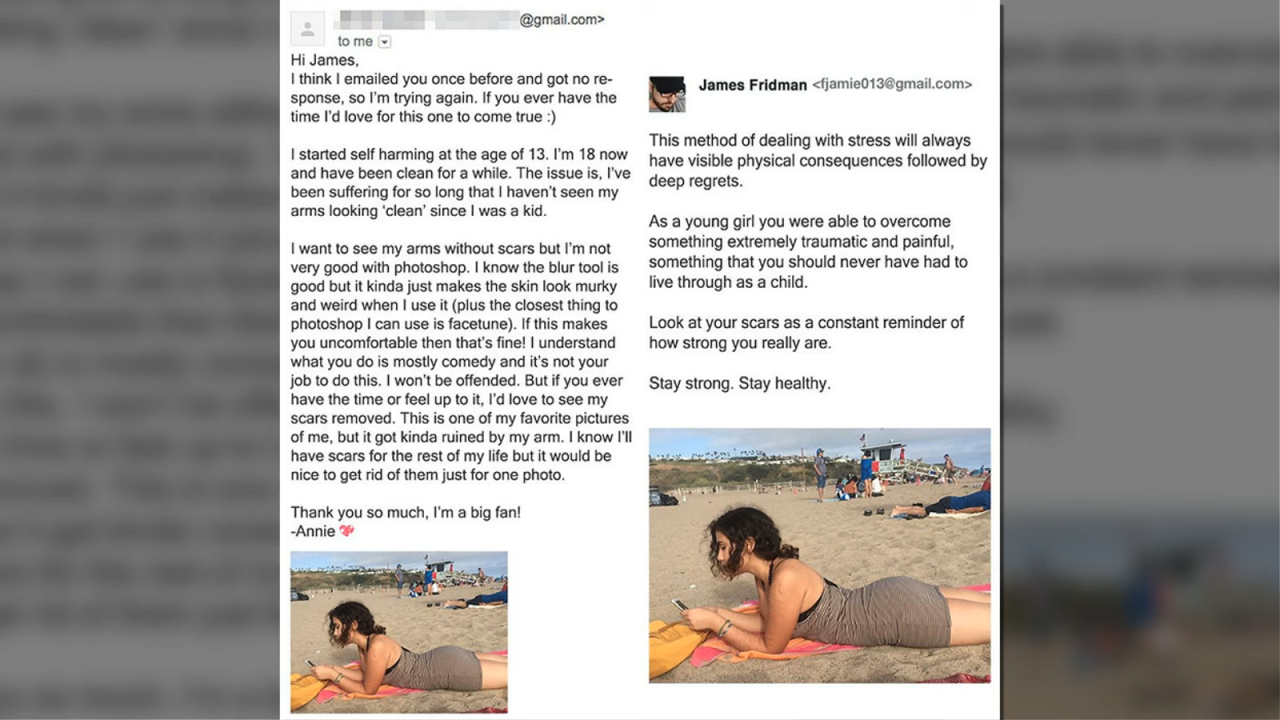 @gmail.com>
to me
Hi James,
I think I emailed you once before and got no re-
sponse, so I'm trying again. If you ever have the
time I'd love for this one to come true :)
I started self harming at the age of 13. I'm 18 now
and have been clean for a while. The issue is, I've
been suffering for so long that I haven't seen my
arms looking 'clean' since I was a kid.
I want to see my arms without scars but I'm not
very good with photoshop. I know the blur tool is
good but it kinda just makes the skin look murky
and weird when I use it (plus the closest thing to
photoshop I can use is facetune). If this makes
you uncomfortable then that's fine! I understand
what you do is mostly comedy and it's not your
job to do this. I won't be offended. But if you ever
have the time or feel up to it, I'd love to see my
scars removed. This is one of my favorite pictures
of me, but it got kinda ruined by my arm. I know I'll
have scars for the rest of my life but it would be
nice to get rid of them just for one photo.
Thank you so much, I'm a big fan!
-Annie 💖
James Fridman <fjamie013@gmail.com>
This method of dealing with stress will always
have visible physical consequences followed by
deep regrets.
As a young girl you were able to overcome
something extremely traumatic and painful,
something that you should never have had to
live through as a child.
Look at your scars as a constant reminder of
how strong you really are.
Stay strong. Stay healthy.